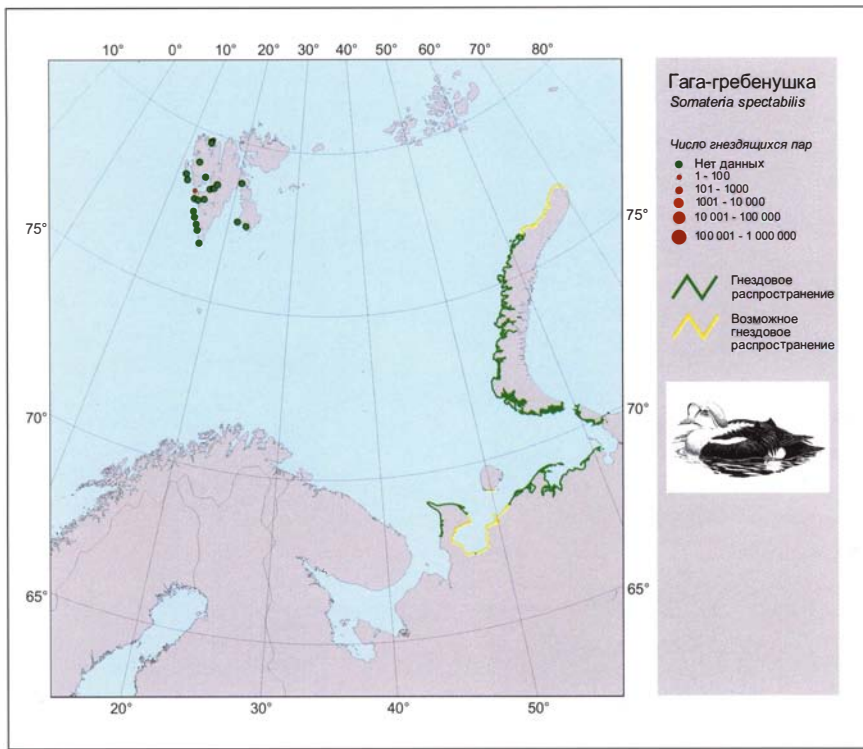 10° 0° 10° 20° 30° 40° 50° 60° 70° 80°
75° 75°
70° 70°
65° 65°
20° 30° 40° 50°
Гага-гребенушка
Somateria spectabilis
Число гнездящихся пар
Нет данных
1 - 100
101 - 1000
1001 - 10 000
10 001 - 100 000
100 001 - 1 000 000
Гнездовое
распространение
Возможное
гнездовое
распространение